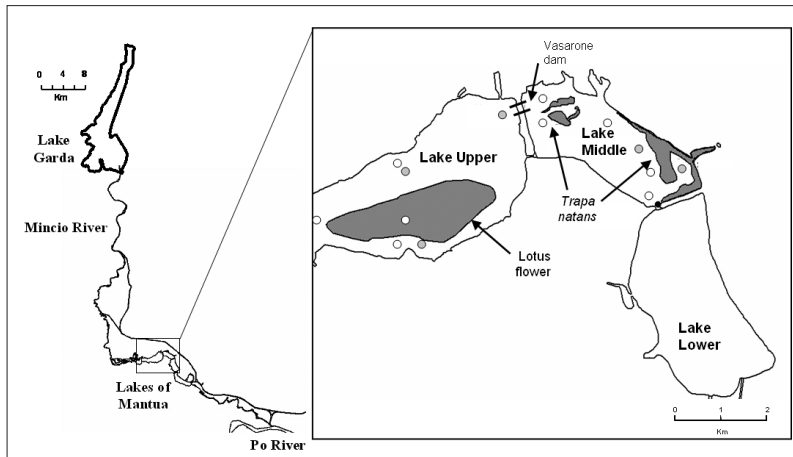 0 4 8
Km
Lake
Garda
Mincio River
Lakes of
Mantua
Po River
Vasarone
dam
Lake Upper
Lake
Middle
Trapa
natans
Lotus
flower
Lake
Lower
0 1 2
Km